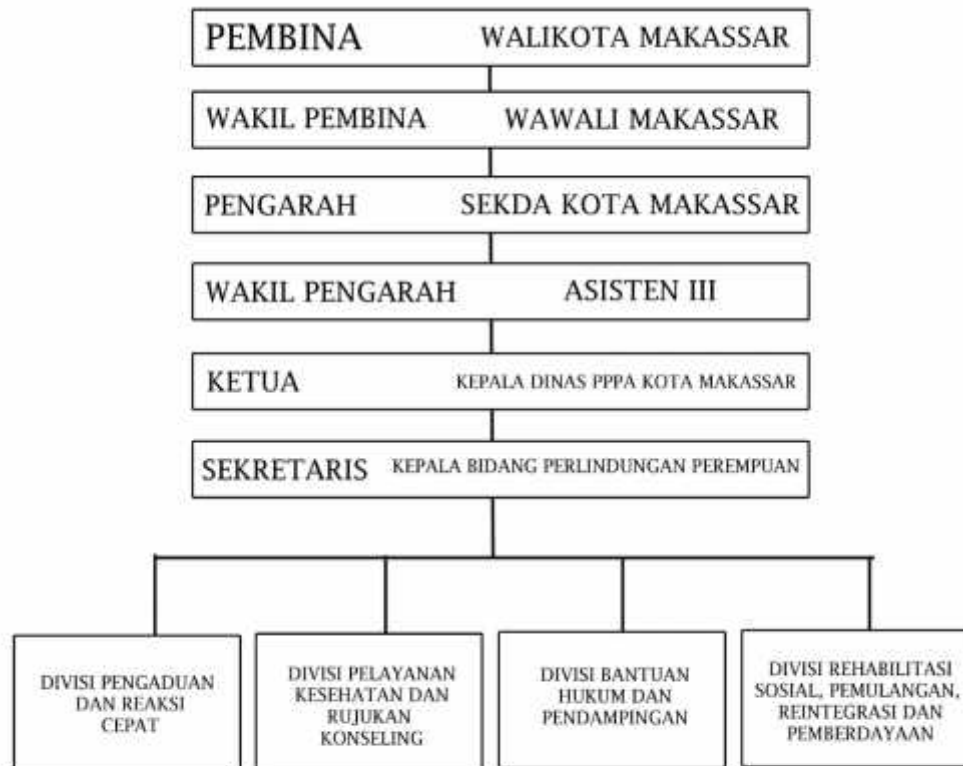 PEMBINA WALIKOTA MAKASSAR
WAKIL PEMBINA WAWALI MAKASSAR
PENGARAH SEKDA KOTA MAKASSAR
WAKIL PENGARAH ASISTEN III
KETUA KEPALA DINAS PPPA KOTA MAKASSAR
SEKRETARIS KEPALA BIDANG PERLINDUNGAN PEREMPUAN
DIVISI PENGADUAN
DAN REAKSI
CEPAT
DIVISI PELAYANAN
KESEHATAN DAN
RUJUKAN
KONSELING
DIVISI BANTUAN
HUKUM DAN
PENDAMPINGAN
DIVISI REHABILITASI
SOSIAL, PEMULANGAN,
REINTEGRASI DAN
PEMBERDAYAAN